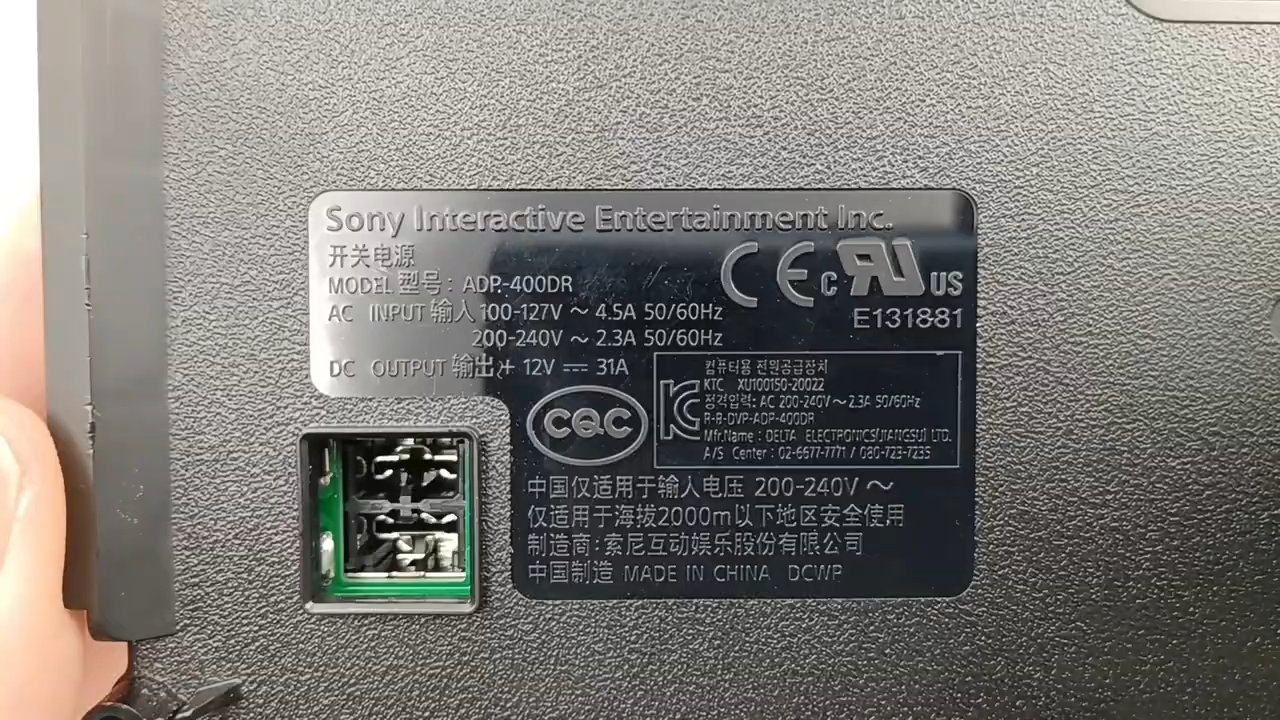 Sony Interactive Entertainment Inc.
开关电源
MODEL 型号: ADP-400DR
AC INPUT 输入 100-127V ~ 4.5A 50/60Hz
200-240V ~ 2.3A 50/60Hz
DC OUTPUT 输出 + 12V ⎓ 31A
CE c RU US
E131881
CQC
KC
컴퓨터용 전원공급장치
KTC XU100150-20022
정격입력: AC 200-240V~2.3A 50/60Hz
R-R-DVP-ADP-400DR
Mfr.Name : DELTA ELECTRONICS(JIANGSU) LTD.
A/S Center : 02-6677-7771 / 080-723-7235
中国仅适用于输入电压 200-240V ~
仅适用于海拔2000m以下地区安全使用
制造商:索尼互动娱乐股份有限公司
中国制造 MADE IN CHINA DCWP